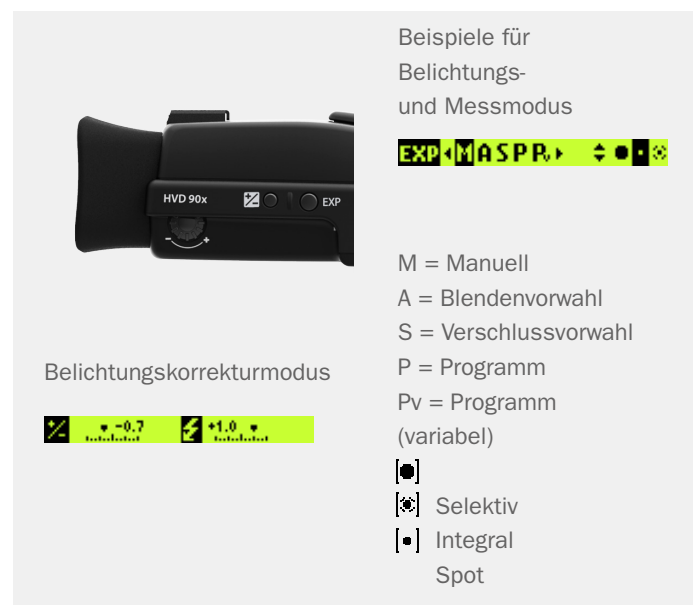 Beispiele für
Belichtungs-
und Messmodus
EXP M A S P Pv
HVD 90x
EXP
- +
M = Manuell
A = Blendenvorwahl
S = Verschlussvorwahl
P = Programm
Pv = Programm
(variabel)
Selektiv
Integral
Spot
Belichtungskorrekturmodus
+/- -0.7 +1.0